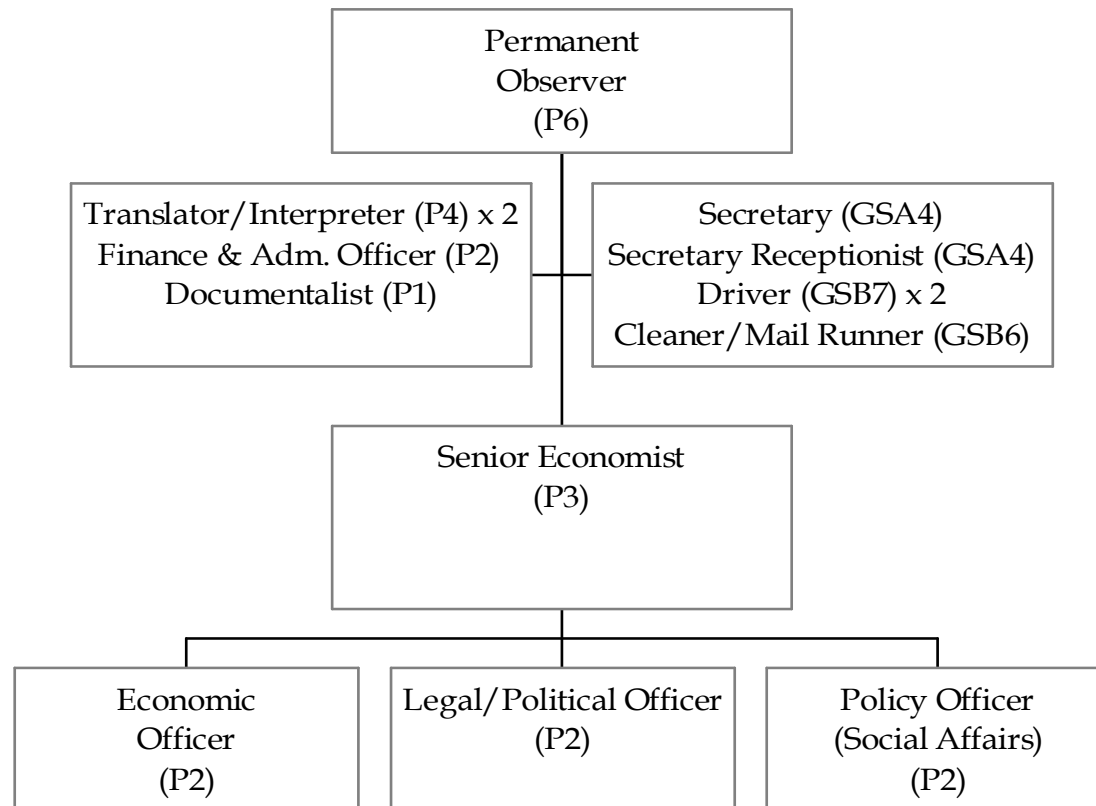 Permanent
Observer
(P6)
Translator/Interpreter (P4) x 2
Finance & Adm. Officer (P2)
Documentalist (P1)
Secretary (GSA4)
Secretary Receptionist (GSA4)
Driver (GSB7) x 2
Cleaner/Mail Runner (GSB6)
Senior Economist
(P3)
Economic
Officer
(P2)
Legal/Political Officer
(P2)
Policy Officer
(Social Affairs)
(P2)